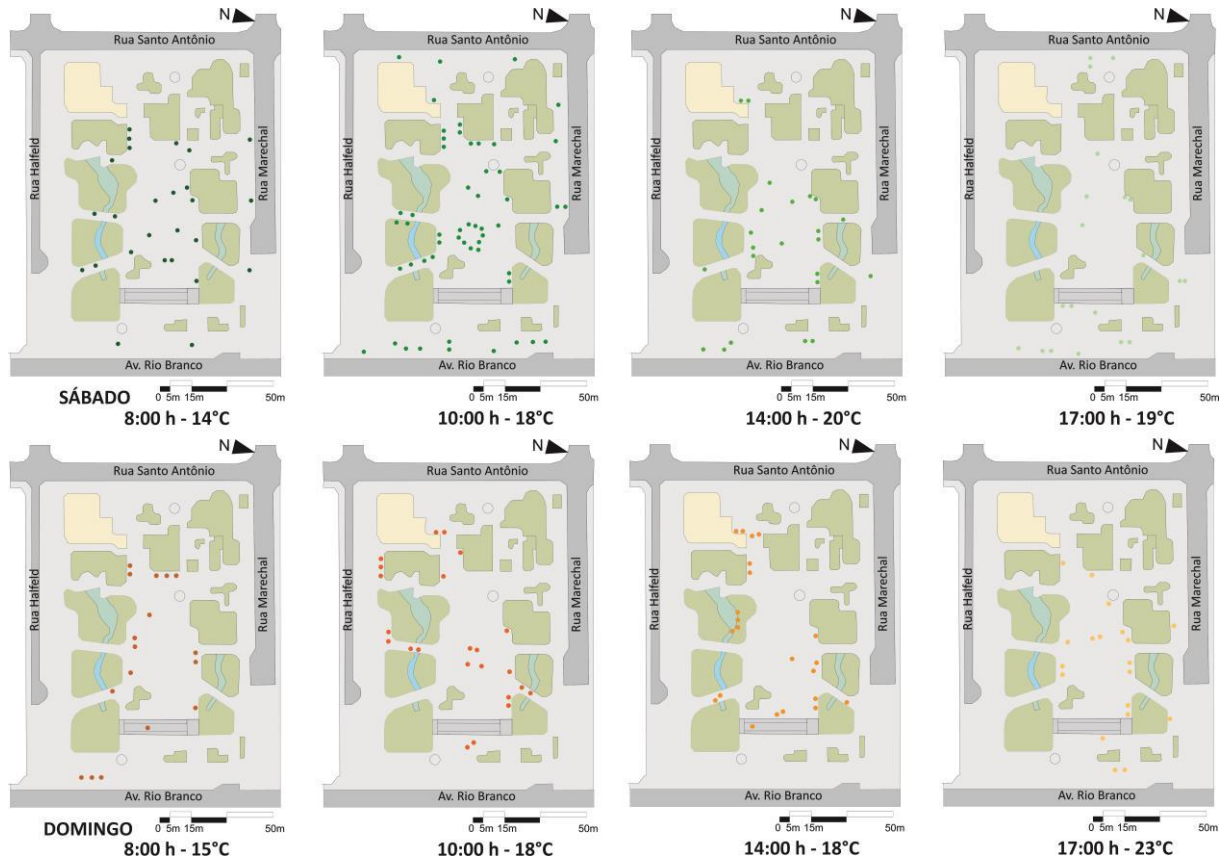 N
Rua Santo Antônio
Rua Halfeld
Rua Marechal
Av. Rio Branco
SÁBADO
0 5m 15m 50m
8:00 h - 14°C
N
Rua Santo Antônio
Rua Halfeld
Rua Marechal
Av. Rio Branco
0 5m 15m 50m
10:00 h - 18°C
N
Rua Santo Antônio
Rua Halfeld
Rua Marechal
Av. Rio Branco
0 5m 15m 50m
14:00 h - 20°C
N
Rua Santo Antônio
Rua Halfeld
Rua Marechal
Av. Rio Branco
0 5m 15m 50m
17:00 h - 19°C
N
Rua Santo Antônio
Rua Halfeld
Rua Marechal
Av. Rio Branco
DOMINGO
0 5m 15m 50m
8:00 h - 15°C
N
Rua Santo Antônio
Rua Halfeld
Rua Marechal
Av. Rio Branco
0 5m 15m 50m
10:00 h - 18°C
N
Rua Santo Antônio
Rua Halfeld
Rua Marechal
Av. Rio Branco
0 5m 15m 50m
14:00 h - 18°C
N
Rua Santo Antônio
Rua Halfeld
Rua Marechal
Av. Rio Branco
0 5m 15m 50m
17:00 h - 23°C